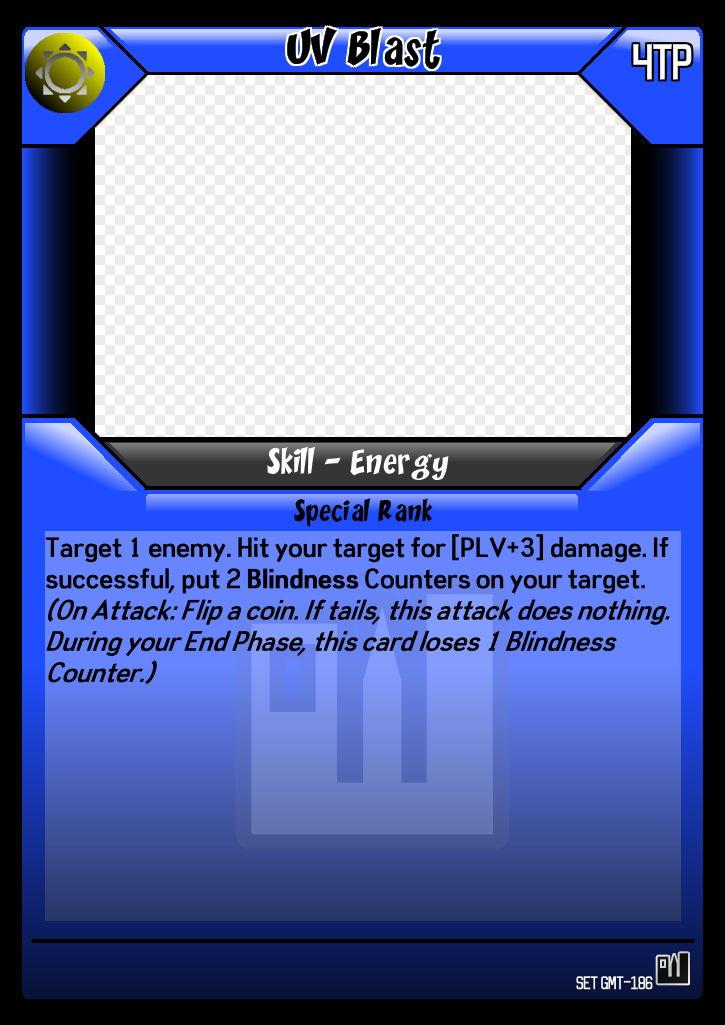 UV Blast
4TP
Skill - Energy
Special Rank
Target 1 enemy. Hit your target for [PLV+3] damage. If
successful, put 2 Blindness Counters on your target.
(On Attack: Flip a coin. If tails, this attack does nothing.
During your End Phase, this card loses 1 Blindness
Counter.)
SET GMT-186